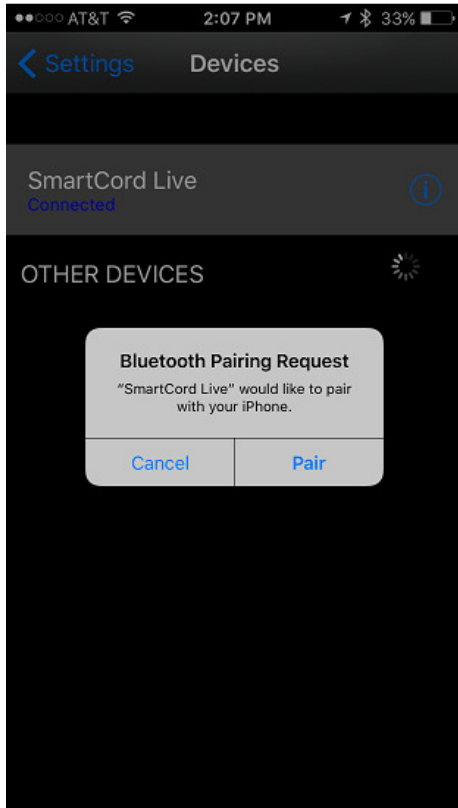 AT&T 2:07 PM 33%
Settings Devices
SmartCord Live
Connected
OTHER DEVICES
Bluetooth Pairing Request
“SmartCord Live” would like to pair
with your iPhone.
Cancel Pair